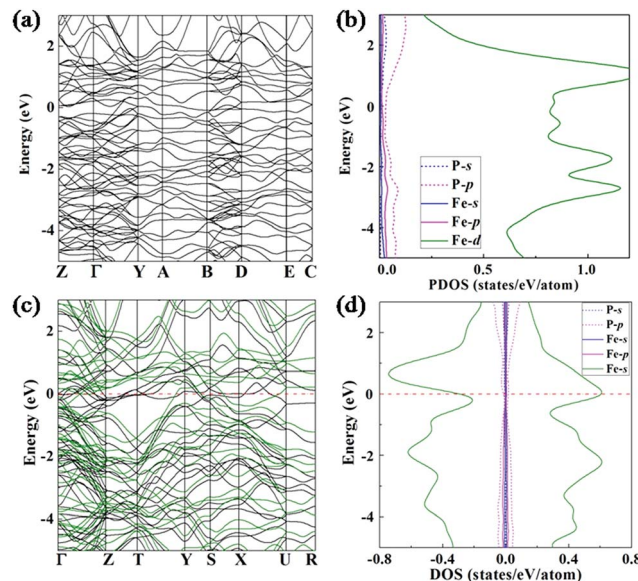 (a)
Energy (eV)
2
0
-2
-4
Z Γ Y A B D E C
(b)
Energy (eV)
2
0
-2
-4
P-s
P-p
Fe-s
Fe-p
Fe-d
0.0 0.5 1.0
PDOS (states/eV/atom)
(c)
Energy (eV)
2
0
-2
-4
Γ Z T Y S X U R
(d)
Energy (eV)
2
0
-2
-4
P-s
P-p
Fe-s
Fe-p
Fe-s
-0.8 -0.4 0.0 0.4 0.8
DOS (states/eV/atom)